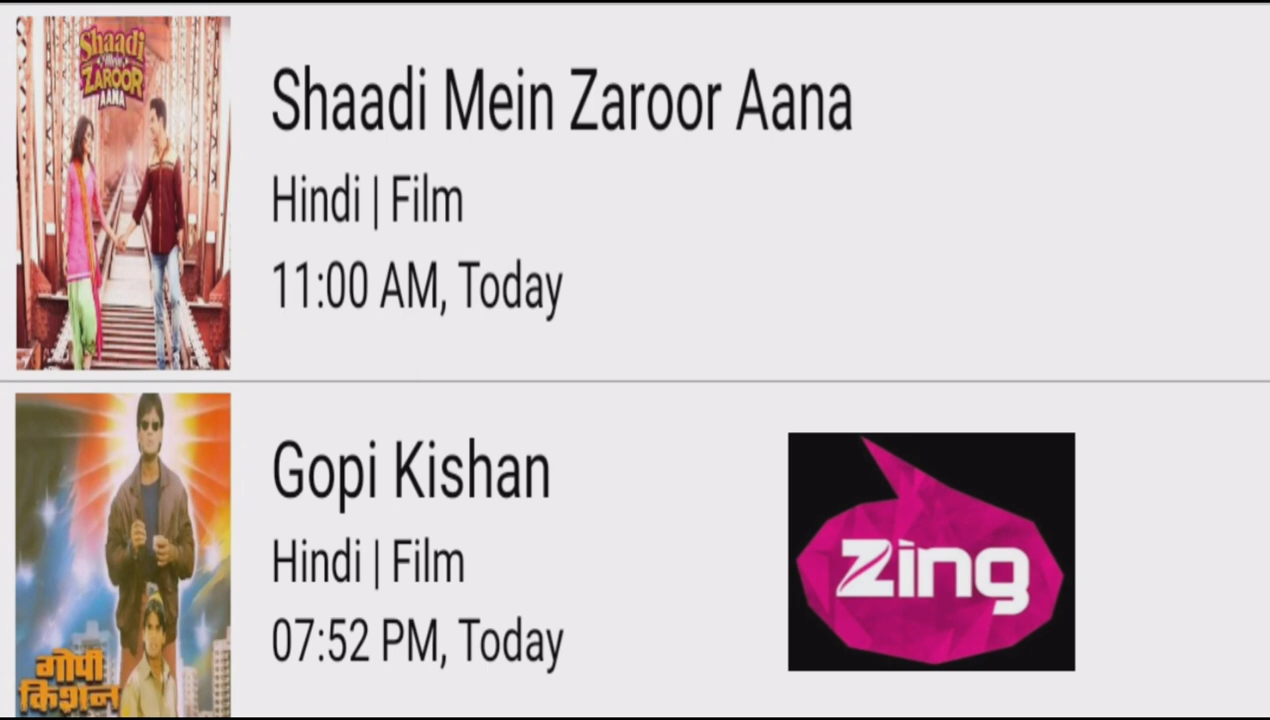 Shaadi
Mein
ZAROOR
AANA
Shaadi Mein Zaroor Aana
Hindi | Film
11:00 AM, Today
गोपी
किशन
Gopi Kishan
Hindi | Film
07:52 PM, Today
Zing